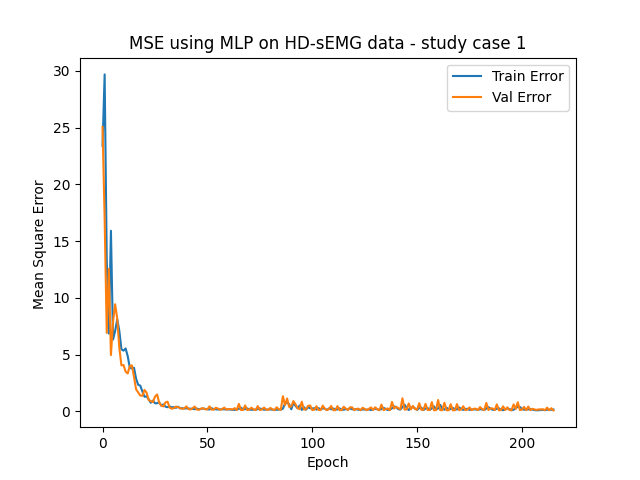 MSE using MLP on HD-sEMG data - study case 1
Train Error
Val Error
30
25
20
15
10
5
0
Mean Square Error
0 50 100 150 200
Epoch